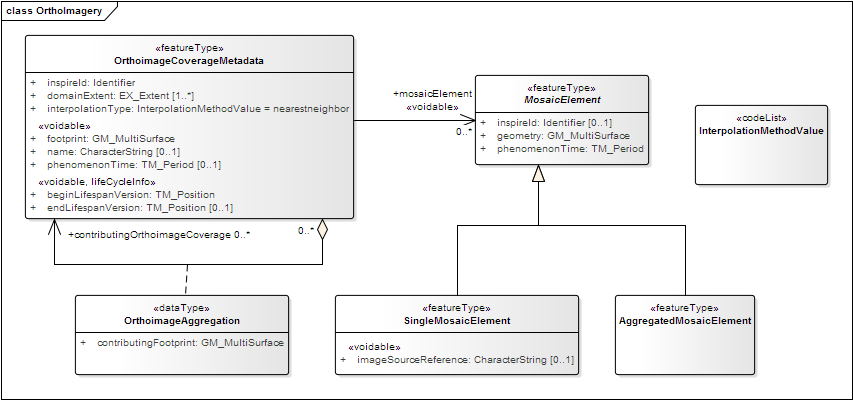 class OrthoImagery
«featureType»
OrthoimageCoverageMetadata
+ inspireId: Identifier
+ domainExtent: EX_Extent [1..*]
+ interpolationType: InterpolationMethodValue = nearestneighbor
«voidable»
+ footprint: GM_MultiSurface
+ name: CharacterString [0..1]
+ phenomenonTime: TM_Period [0..1]
«voidable, lifeCycleInfo»
+ beginLifespanVersion: TM_Position
+ endLifespanVersion: TM_Position [0..1]
+mosaicElement
«voidable»
0..*
«featureType»
MosaicElement
+ inspireId: Identifier [0..1]
+ geometry: GM_MultiSurface
+ phenomenonTime: TM_Period
«codeList»
InterpolationMethodValue
+contributingOrthoimageCoverage 0..*
0..*
«dataType»
OrthoimageAggregation
+ contributingFootprint: GM_MultiSurface
«featureType»
SingleMosaicElement
«voidable»
+ imageSourceReference: CharacterString [0..1]
«featureType»
AggregatedMosaicElement